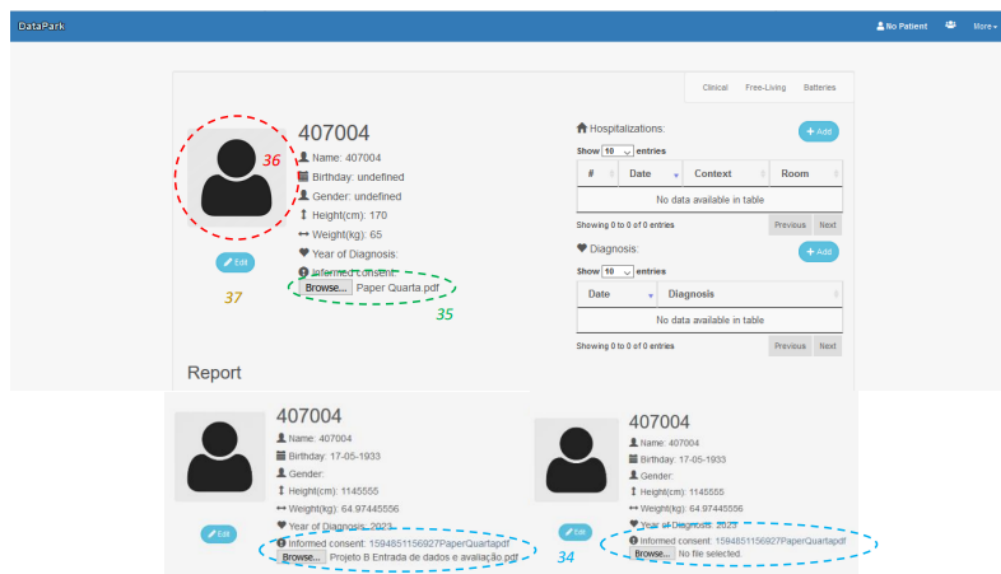 DataPark
No Patient More
Clinical Free-Living Batteries
407004
36
Name: 407004
Birthday: undefined
Gender: undefined
Height(cm): 170
Weight(kg): 65
Year of Diagnosis:
Informed consent:
Browse... Paper Quarta.pdf
Edit
37
35
Hospitalizations:
+ Add
Show 10 entries
# Date Context Room
No data available in table
Showing 0 to 0 of 0 entries
Previous Next
Diagnosis:
+ Add
Show 10 entries
Date Diagnosis
No data available in table
Showing 0 to 0 of 0 entries
Previous Next
Report
407004
Name: 407004
Birthday: 17-05-1933
Gender:
Height(cm): 1145555
Weight(kg): 64.97445556
Year of Diagnosis: 2023
Edit
Informed consent: 1594851156927PaperQuartapdf
Browse... Projeto B Entrada de dados e avaliação.pdf
34
407004
Name: 407004
Birthday: 17-05-1933
Gender:
Height(cm): 1145555
Weight(kg): 64.97445556
Year of Diagnosis: 2023
Edit
Informed consent: 1594851156927PaperQuartapdf
Browse... No file selected.